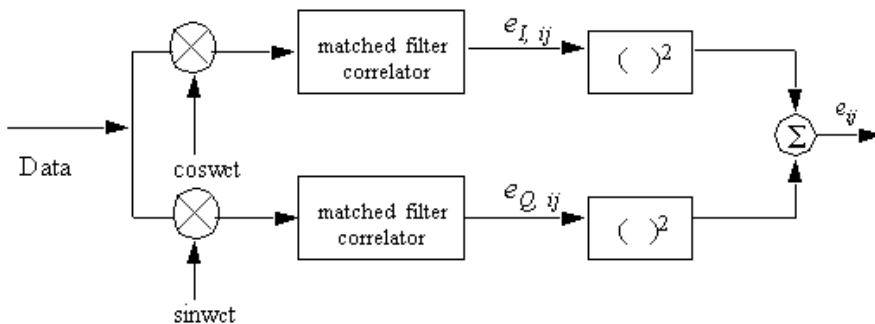 matched filter
correlator
e_{I, ij}
( )²
Σ
e_{ij}
Data
coswct
matched filter
correlator
e_{Q, ij}
( )²
sinwct